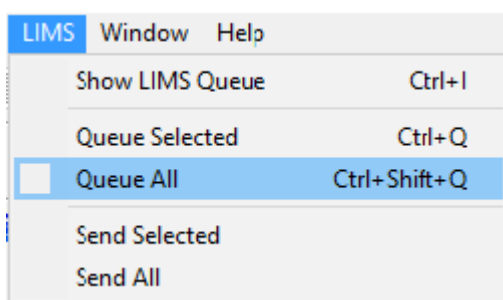 LIMS Window Help
Show LIMS Queue Ctrl+I
Queue Selected Ctrl+Q
Queue All Ctrl+Shift+Q
Send Selected
Send All